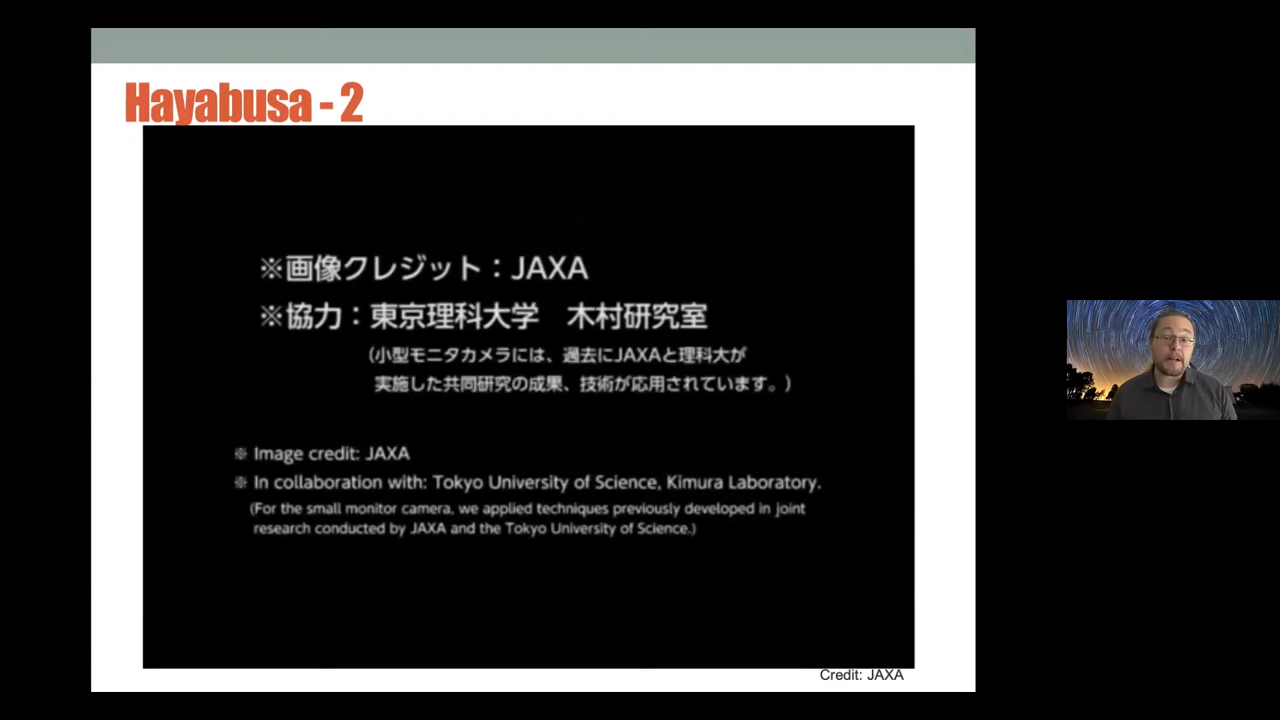 Hayabusa - 2
※画像クレジット：JAXA
※協力：東京理科大学　木村研究室
（小型モニタカメラには、過去にJAXAと理科大が
実施した共同研究の成果、技術が応用されています。）
※ Image credit: JAXA
※ In collaboration with: Tokyo University of Science, Kimura Laboratory.
(For the small monitor camera, we applied techniques previously developed in joint
research conducted by JAXA and the Tokyo University of Science.)
Credit: JAXA